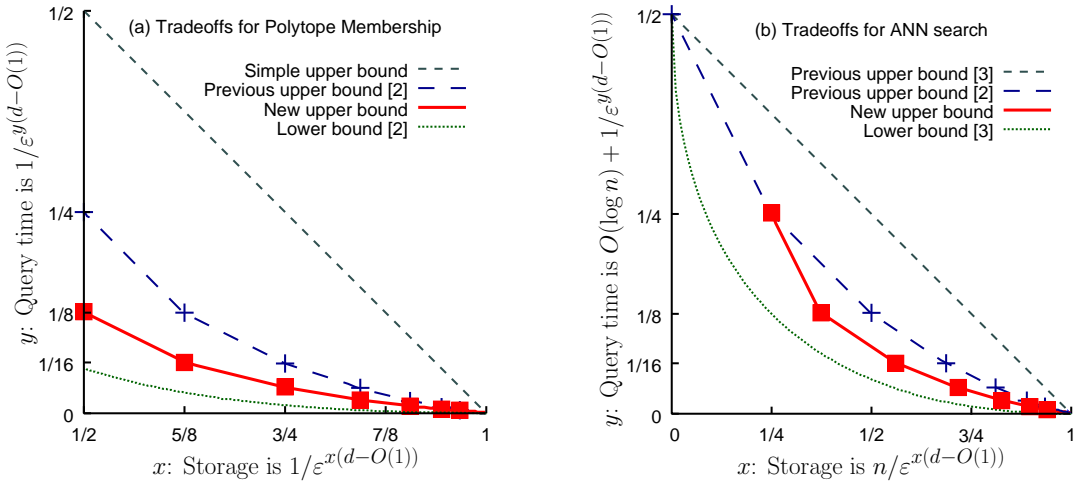 (a) Tradeoffs for Polytope Membership
Simple upper bound
Previous upper bound [2]
New upper bound
Lower bound [2]
y: Query time is 1/ε^{y(d−O(1))}
1/2
1/4
1/8
1/16
0
1/2 5/8 3/4 7/8 1
x: Storage is 1/ε^{x(d−O(1))}
(b) Tradeoffs for ANN search
Previous upper bound [3]
Previous upper bound [2]
New upper bound
Lower bound [3]
y: Query time is O(log n) + 1/ε^{y(d−O(1))}
1/2
1/4
1/8
1/16
0
0 1/4 1/2 3/4 1
x: Storage is n/ε^{x(d−O(1))}